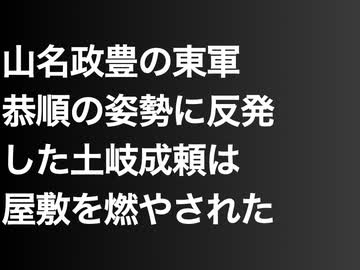 山名政豊の東軍
恭順の姿勢に反発
した土岐成頼は
屋敷を燃やされた